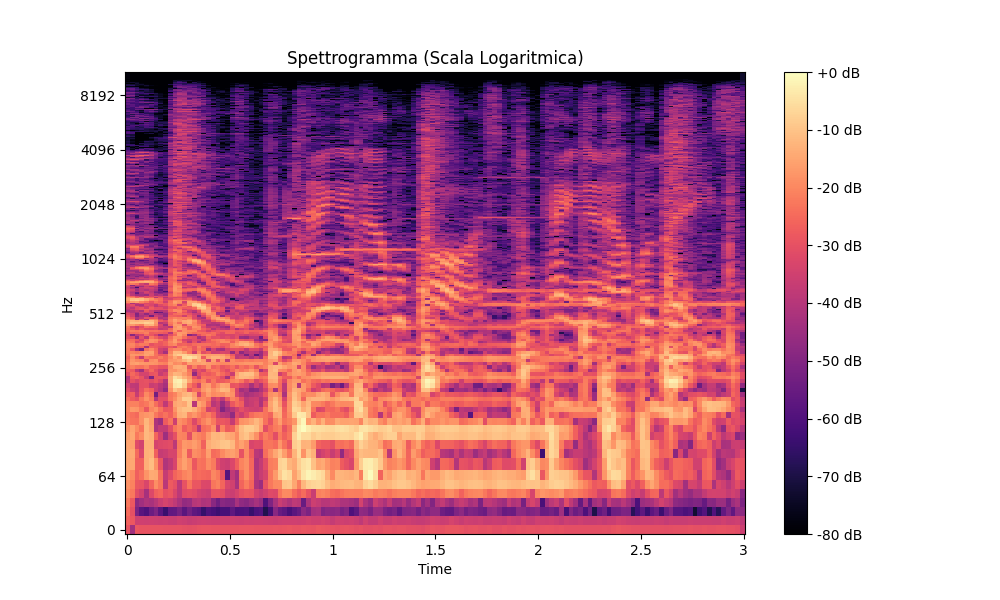 Spettrogramma (Scala Logaritmica)
Hz
8192
4096
2048
1024
512
256
128
64
0
0
0.5
1
1.5
2
2.5
3
Time
+0 dB
-10 dB
-20 dB
-30 dB
-40 dB
-50 dB
-60 dB
-70 dB
-80 dB